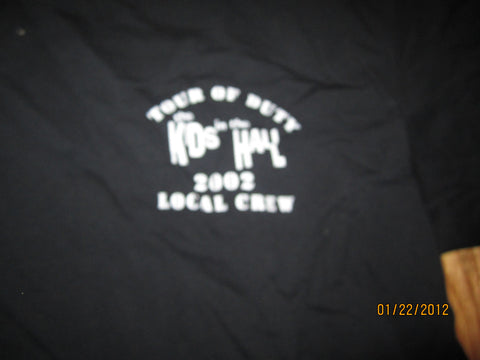 TOUR OF DUTY
the
KIDS in the HALL
2002
LOCAL CREW
01/22/2012